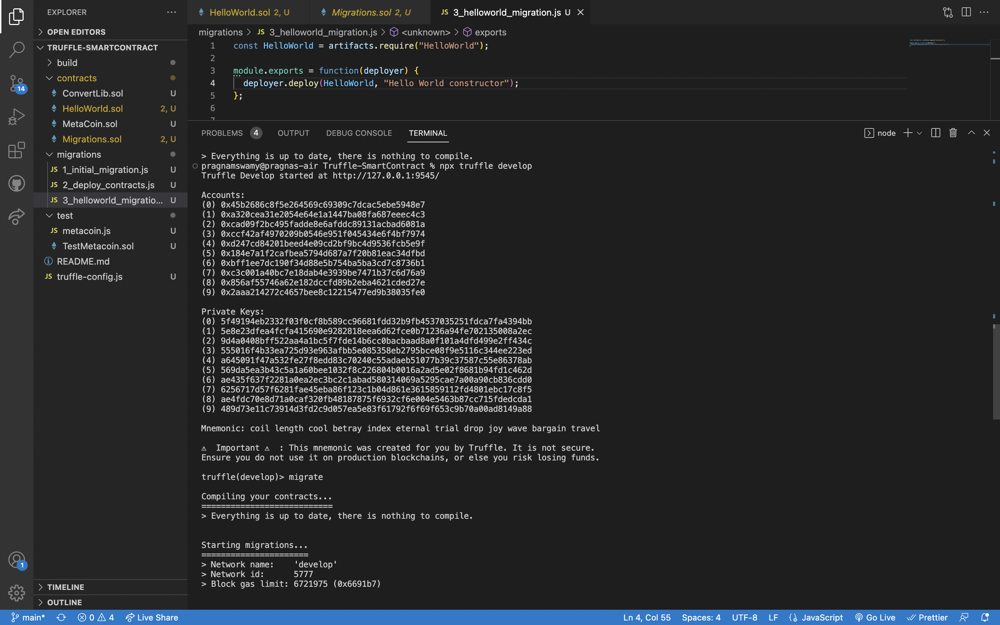 EXPLORER
OPEN EDITORS
TRUFFLE-SMARTCONTRACT
build
contracts
ConvertLib.sol U
HelloWorld.sol 2, U
MetaCoin.sol U
Migrations.sol 2, U
migrations
JS 1_initial_migration.js U
JS 2_deploy_contracts.js U
JS 3_helloworld_migratio... U
test
JS metacoin.js U
TestMetacoin.sol U
README.md
JS truffle-config.js U
TIMELINE
OUTLINE
14
1
HelloWorld.sol 2, U
Migrations.sol 2, U
JS 3_helloworld_migration.js U
migrations > JS 3_helloworld_migration.js > <unknown> > exports
1 const HelloWorld = artifacts.require("HelloWorld");
2
3 module.exports = function(deployer) {
4 deployer.deploy(HelloWorld, "Hello World constructor");
5 };
6
7
PROBLEMS 4 OUTPUT DEBUG CONSOLE TERMINAL
node
> Everything is up to date, there is nothing to compile.
pragnamswamy@pragnas-air Truffle-SmartContract % npx truffle develop
Truffle Develop started at http://127.0.0.1:9545/
Accounts:
(0) 0x45b2686c8f5e264569c69309c7dcac5ebe5948e7
(1) 0xa320cea31e2054e64e1a1447ba08fa687eeec4c3
(2) 0xcad09f2bc495fadde8e6afddc89131acbad6081a
(3) 0xccf42af4970209b0546e951f045434e6f4bf7974
(4) 0xd247cd84201beed4e09cd2bf9bc4d9536fcb5e9f
(5) 0x184e7a1f2cafbea5794d687a7f20b81eac34dfbd
(6) 0xbff1ee7dc190f34d88e5b754ba5ba3cd7c8736b1
(7) 0xc3c001a40bc7e18dab4e3939be7471b37c6d76a9
(8) 0x856af55746a62e182dccfd89b2eba4621cded27e
(9) 0x2aaa214272c4657bee8c12215477ed9b38035fe0
Private Keys:
(0) 5f49194eb2332f03f0cf8b589cc96681fdd32b9fb4537035251fdca7fa4394bb
(1) 5e8e23dfea4fcfa415690e9282818eea6d62fce0b71236a94fe702135008a2ec
(2) 9d4a0408bff522aa4a1bc5f7fde14b6cc0bacbaad8a0f101a4dfd499e2ff434c
(3) 555016f4b33ea725d93e963afbb5e085358eb2795bce08f9e5116c344ee223ed
(4) a645091f47a532fe27f8edd83c70240c55adaeb51077b39c37587c55e86378ab
(5) 569da5ea3b43c5a1a60bee1032f8c226804b0016a2ad5e02f8681b94fd1c462d
(6) ae435f637f2281a0ea2ec3bc2c1abad580314069a5295cae7a00a90cb836cdd0
(7) 6256717d57f6281fae45eba86f123c1b04d861e3615859112fd4801ebc17c8f5
(8) ae4fdc70e8d71a0caf320fb48187875f6932cf6e004e5463b87cc715fdedcda1
(9) 489d73e11c73914d3fd2c9d057ea5e83f61792f6f69f653c9b70a00ad8149a88
Mnemonic: coil length cool betray index eternal trial drop joy wave bargain travel
⚠ Important ⚠ : This mnemonic was created for you by Truffle. It is not secure.
Ensure you do not use it on production blockchains, or else you risk losing funds.
truffle(develop)> migrate
Compiling your contracts...
===========================
> Everything is up to date, there is nothing to compile.
Starting migrations...
======================
> Network name: 'develop'
> Network id: 5777
> Block gas limit: 6721975 (0x6691b7)
main* 0 4 Live Share Ln 4, Col 55 Spaces: 4 UTF-8 LF JavaScript Go Live Prettier